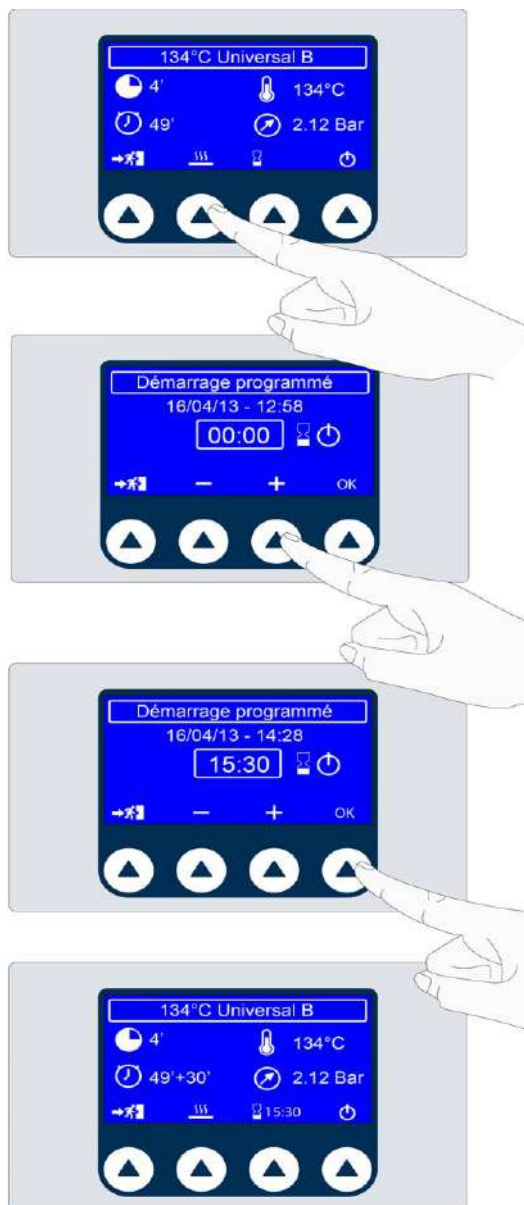 134°C Universal B
4' 134°C
49' 2.12 Bar
Démarrage programmé
16/04/13 - 12:58
00:00
− + OK
Démarrage programmé
16/04/13 - 14:28
15:30
− + OK
134°C Universal B
4' 134°C
49'+30' 2.12 Bar
15:30